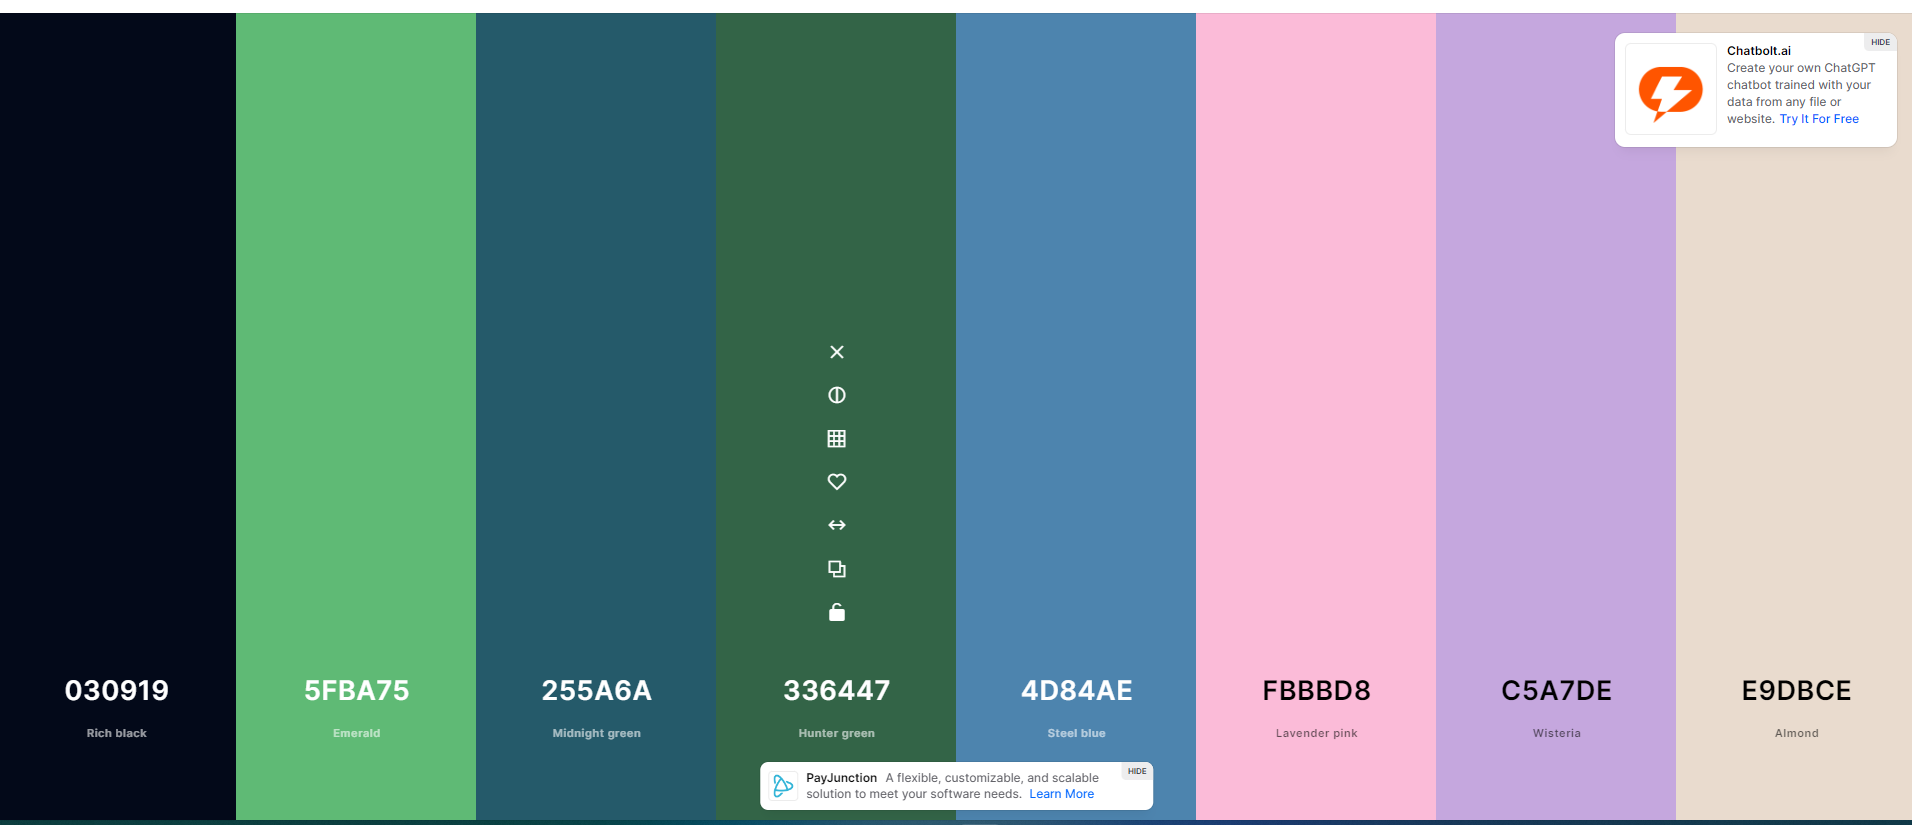 HIDE
Chatbolt.ai
Create your own ChatGPT
chatbot trained with your
data from any file or
website. Try It For Free
030919
5FBA75
255A6A
336447
4D84AE
FBBBD8
C5A7DE
E9DBCE
Rich black
Emerald
Midnight green
Hunter green
Steel blue
Lavender pink
Wisteria
Almond
HIDE
PayJunction A flexible, customizable, and scalable
solution to meet your software needs. Learn More